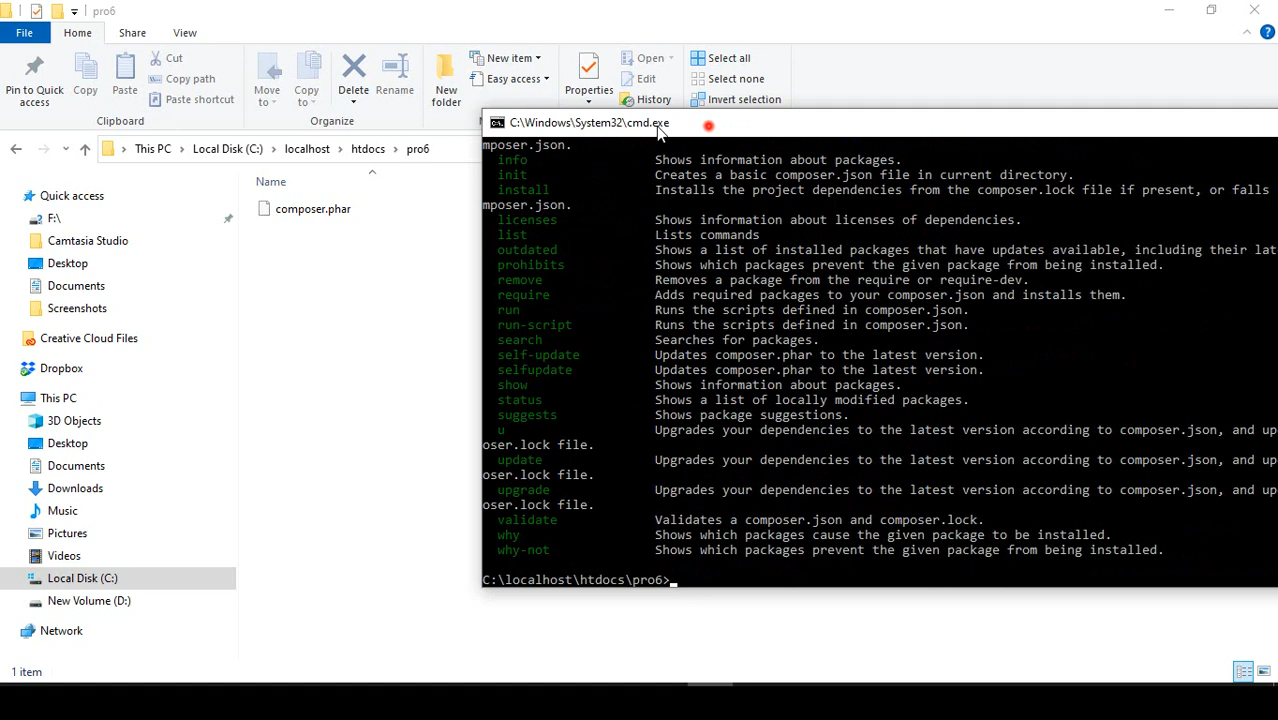 pro6
File
Home
Share
View
Pin to Quick access
Copy
Paste
Cut
Copy path
Paste shortcut
Clipboard
Move to
Copy to
Delete
Rename
Organize
New folder
New item
Easy access
Properties
Open
Edit
History
Select all
Select none
Invert selection
This PC
Local Disk (C:)
localhost
htdocs
pro6
Quick access
F:\
Camtasia Studio
Desktop
Documents
Screenshots
Creative Cloud Files
Dropbox
This PC
3D Objects
Desktop
Documents
Downloads
Music
Pictures
Videos
Local Disk (C:)
New Volume (D:)
Network
1 item
Name
composer.phar
C:\Windows\System32\cmd.exe
mposer.json.
info Shows information about packages.
init Creates a basic composer.json file in current directory.
install Installs the project dependencies from the composer.lock file if present, or falls
mposer.json.
licenses Shows information about licenses of dependencies.
list Lists commands
outdated Shows a list of installed packages that have updates available, including their lat
prohibits Shows which packages prevent the given package from being installed.
remove Removes a package from the require or require-dev.
require Adds required packages to your composer.json and installs them.
run Runs the scripts defined in composer.json.
run-script Runs the scripts defined in composer.json.
search Searches for packages.
self-update Updates composer.phar to the latest version.
selfupdate Updates composer.phar to the latest version.
show Shows information about packages.
status Shows a list of locally modified packages.
suggests Shows package suggestions.
u Upgrades your dependencies to the latest version according to composer.json, and up
oser.lock file.
update Upgrades your dependencies to the latest version according to composer.json, and up
oser.lock file.
upgrade Upgrades your dependencies to the latest version according to composer.json, and up
oser.lock file.
validate Validates a composer.json and composer.lock.
why Shows which packages cause the given package to be installed.
why-not Shows which packages prevent the given package from being installed.
C:\localhost\htdocs\pro6>